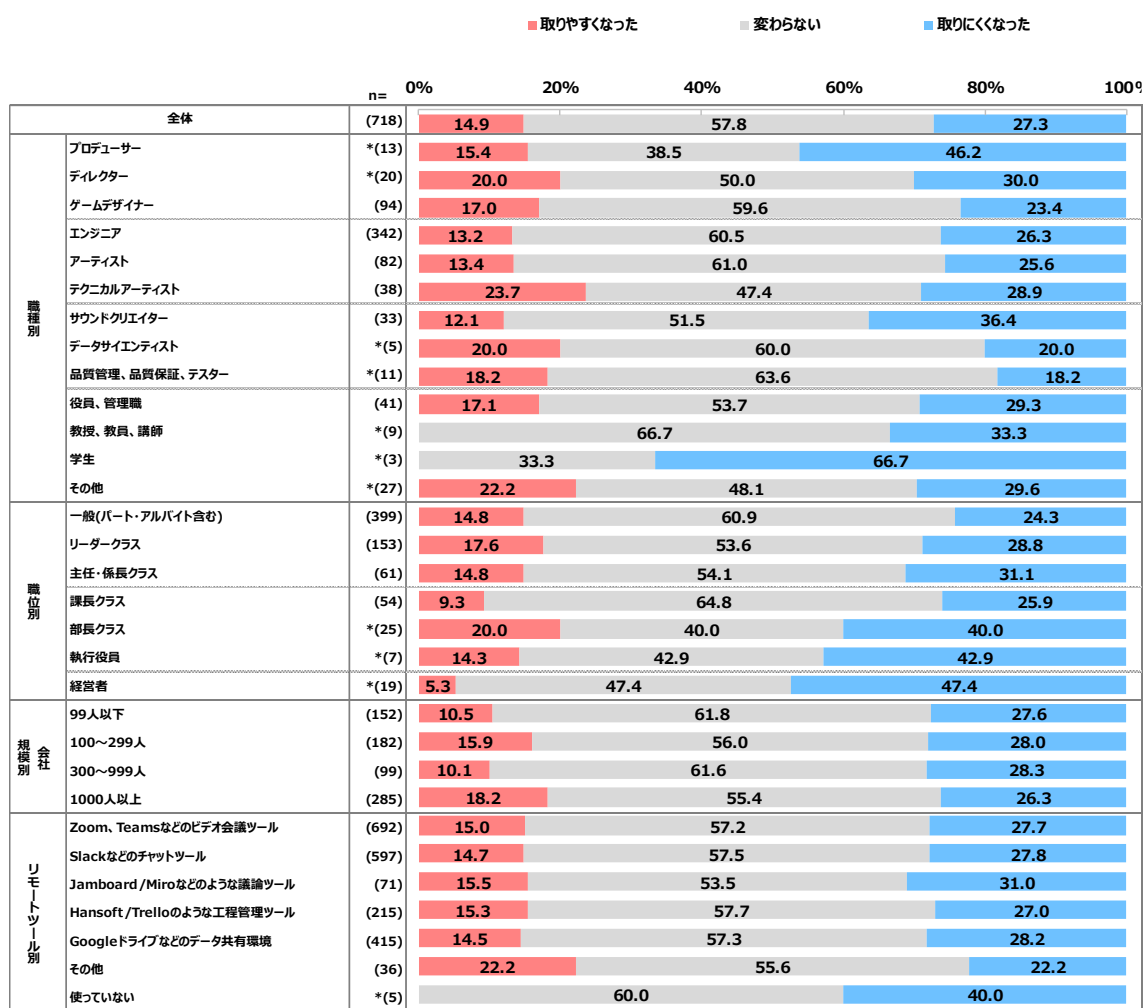 取りやすくなった 変わらない 取りにくくなった
n= 0% 20% 40% 60% 80% 100%
全体 (718) 14.9 57.8 27.3
職種別
プロデューサー *(13) 15.4 38.5 46.2
ディレクター *(20) 20.0 50.0 30.0
ゲームデザイナー (94) 17.0 59.6 23.4
エンジニア (342) 13.2 60.5 26.3
アーティスト (82) 13.4 61.0 25.6
テクニカルアーティスト (38) 23.7 47.4 28.9
サウンドクリエイター (33) 12.1 51.5 36.4
データサイエンティスト *(5) 20.0 60.0 20.0
品質管理、品質保証、テスター *(11) 18.2 63.6 18.2
役員、管理職 (41) 17.1 53.7 29.3
教授、教員、講師 *(9) 66.7 33.3
学生 *(3) 33.3 66.7
その他 *(27) 22.2 48.1 29.6
職位別
一般(パート・アルバイト含む) (399) 14.8 60.9 24.3
リーダークラス (153) 17.6 53.6 28.8
主任・係長クラス (61) 14.8 54.1 31.1
課長クラス (54) 9.3 64.8 25.9
部長クラス *(25) 20.0 40.0 40.0
執行役員 *(7) 14.3 42.9 42.9
経営者 *(19) 5.3 47.4 47.4
会社規模別
99人以下 (152) 10.5 61.8 27.6
100～299人 (182) 15.9 56.0 28.0
300～999人 (99) 10.1 61.6 28.3
1000人以上 (285) 18.2 55.4 26.3
リモートツール別
Zoom、Teamsなどのビデオ会議ツール (692) 15.0 57.2 27.7
Slackなどのチャットツール (597) 14.7 57.5 27.8
Jamboard/Miroなどのような議論ツール (71) 15.5 53.5 31.0
Hansoft/Trelloのような工程管理ツール (215) 15.3 57.7 27.0
Googleドライブなどのデータ共有環境 (415) 14.5 57.3 28.2
その他 (36) 22.2 55.6 22.2
使っていない *(5) 60.0 40.0